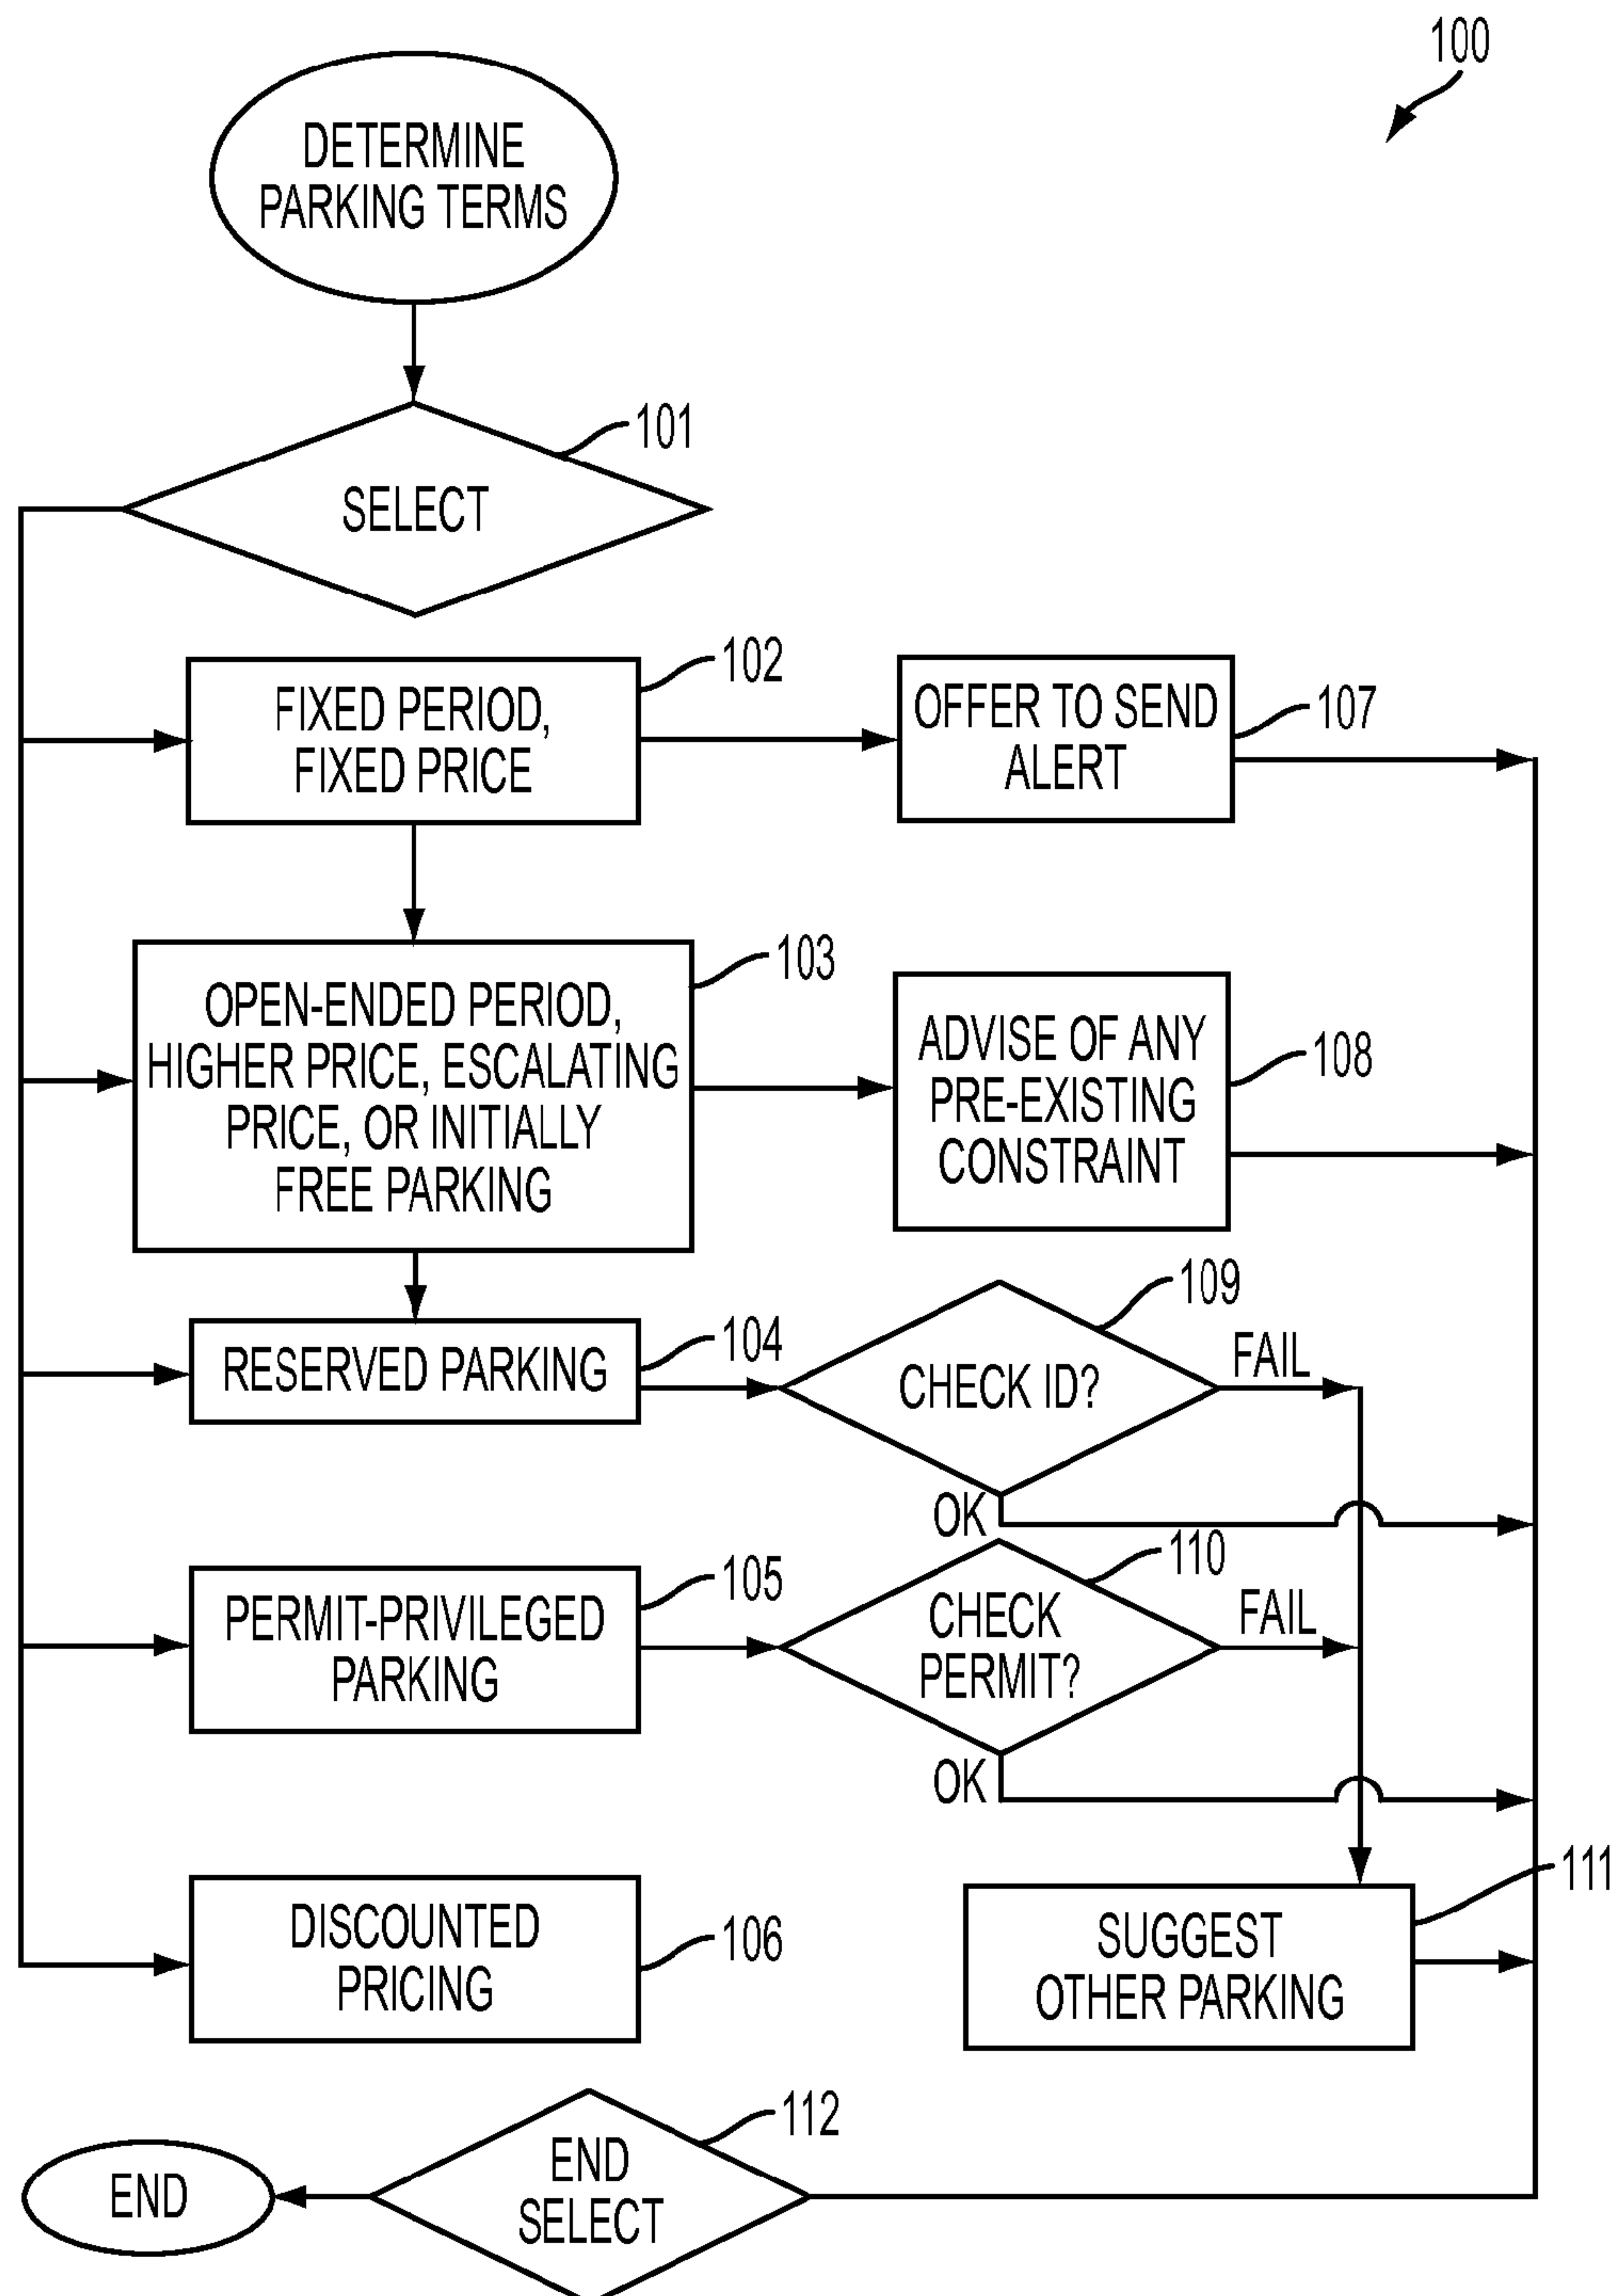 100
DETERMINE
PARKING TERMS
101
SELECT
102
FIXED PERIOD,
FIXED PRICE
OFFER TO SEND
ALERT
107
103
OPEN-ENDED PERIOD,
HIGHER PRICE, ESCALATING
PRICE, OR INITIALLY
FREE PARKING
ADVISE OF ANY
PRE-EXISTING
CONSTRAINT
108
104
RESERVED PARKING
109
CHECK ID?
FAIL
OK
105
PERMIT-PRIVILEGED
PARKING
110
CHECK
PERMIT?
FAIL
OK
106
DISCOUNTED
PRICING
111
SUGGEST
OTHER PARKING
112
END
SELECT
END